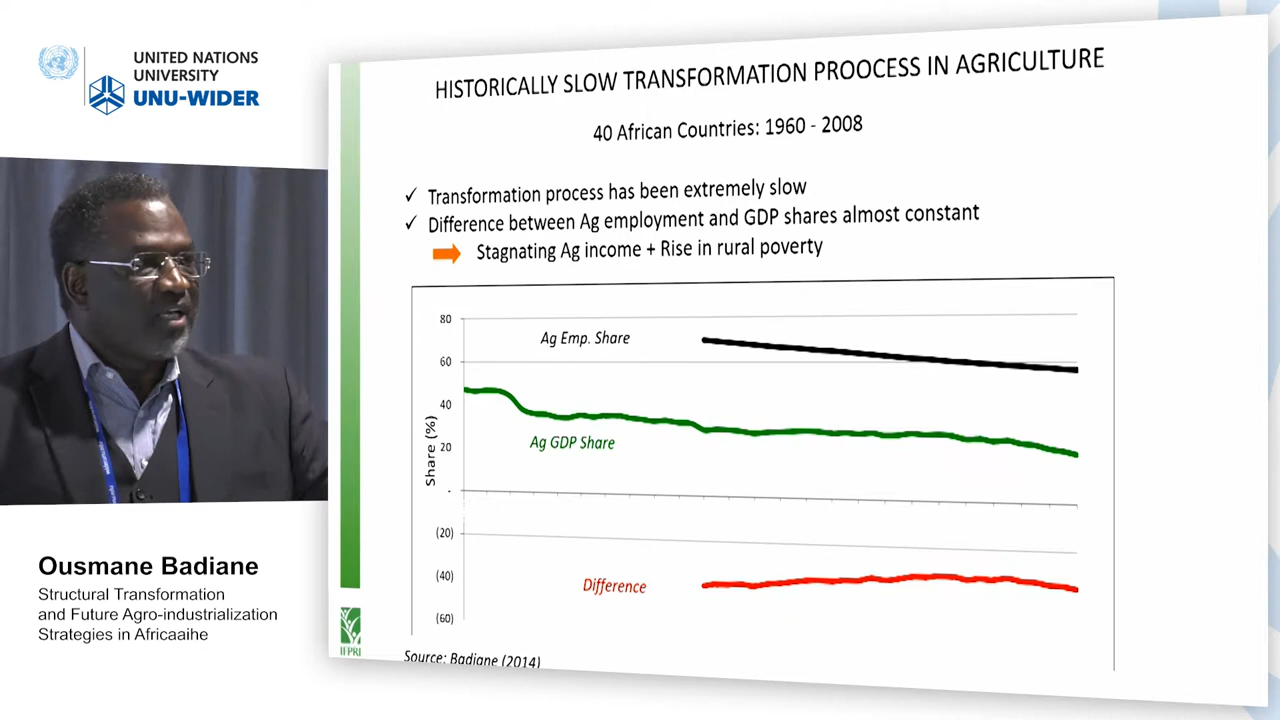 UNITED NATIONS
UNIVERSITY
UNU-WIDER
HISTORICALLY SLOW TRANSFORMATION PROOCESS IN AGRICULTURE
40 African Countries: 1960 - 2008
✓ Transformation process has been extremely slow
✓ Difference between Ag employment and GDP shares almost constant
Stagnating Ag income + Rise in rural poverty
80
60
40
20
-
(20)
(40)
(60)
Share (%)
Ag Emp. Share
Ag GDP Share
Difference
IFPRI
Source: Badiane (2014)
Ousmane Badiane
Structural Transformation
and Future Agro-industrialization
Strategies in Africaaihe